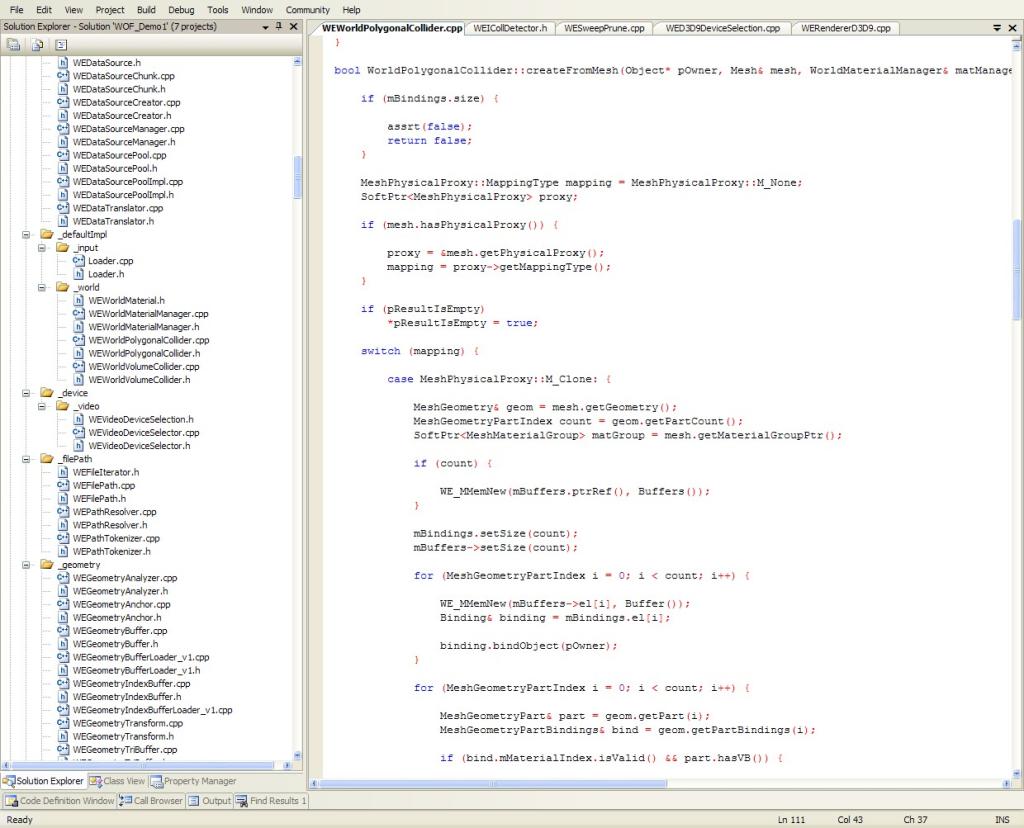 File Edit View Project Build Debug Tools Window Community Help
Solution Explorer - Solution 'WOF_Demo1' (7 projects)
WEDataSource.h
WEDataSourceChunk.cpp
WEDataSourceChunk.h
WEDataSourceCreator.cpp
WEDataSourceCreator.h
WEDataSourceManager.cpp
WEDataSourceManager.h
WEDataSourcePool.cpp
WEDataSourcePool.h
WEDataSourcePoolImpl.cpp
WEDataSourcePoolImpl.h
WEDataTranslator.cpp
WEDataTranslator.h
_defaultImpl
_input
Loader.cpp
Loader.h
_world
WEWorldMaterial.h
WEWorldMaterialManager.cpp
WEWorldMaterialManager.h
WEWorldPolygonalCollider.cpp
WEWorldPolygonalCollider.h
WEWorldVolumeCollider.cpp
WEWorldVolumeCollider.h
_device
_video
WEVideoDeviceSelection.h
WEVideoDeviceSelector.cpp
WEVideoDeviceSelector.h
_filePath
WEFileIterator.h
WEFilePath.cpp
WEFilePath.h
WEPathResolver.cpp
WEPathResolver.h
WEPathTokenizer.cpp
WEPathTokenizer.h
_geometry
WEGeometryAnalyzer.cpp
WEGeometryAnalyzer.h
WEGeometryAnchor.cpp
WEGeometryAnchor.h
WEGeometryBuffer.cpp
WEGeometryBuffer.h
WEGeometryBufferLoader_v1.cpp
WEGeometryBufferLoader_v1.h
WEGeometryIndexBuffer.cpp
WEGeometryIndexBuffer.h
WEGeometryIndexBufferLoader_v1.cpp
WEGeometryTransform.cpp
WEGeometryTransform.h
WEGeometryTriBuffer.cpp
Solution Explorer Class View Property Manager
WEWorldPolygonalCollider.cpp WEICollDetector.h WESweepPrune.cpp WED3D9DeviceSelection.cpp WERendererD3D9.cpp
}
bool WorldPolygonalCollider::createFromMesh(Object* pOwner, Mesh& mesh, WorldMaterialManager& matManage
if (mBindings.size) {
assrt(false);
return false;
}
MeshPhysicalProxy::MappingType mapping = MeshPhysicalProxy::M_None;
SoftPtr<MeshPhysicalProxy> proxy;
if (mesh.hasPhysicalProxy()) {
proxy = &mesh.getPhysicalProxy();
mapping = proxy->getMappingType();
}
if (pResultIsEmpty)
*pResultIsEmpty = true;
switch (mapping) {
case MeshPhysicalProxy::M_Clone: {
MeshGeometry& geom = mesh.getGeometry();
MeshGeometryPartIndex count = geom.getPartCount();
SoftPtr<MeshMaterialGroup> matGroup = mesh.getMaterialGroupPtr();
if (count) {
WE_MMemNew(mBuffers.ptrRef(), Buffers());
}
mBindings.setSize(count);
mBuffers->setSize(count);
for (MeshGeometryPartIndex i = 0; i < count; i++) {
WE_MMemNew(mBuffers->el[i], Buffer());
Binding& binding = mBindings.el[i];
binding.bindObject(pOwner);
}
for (MeshGeometryPartIndex i = 0; i < count; i++) {
MeshGeometryPart& part = geom.getPart(i);
MeshGeometryPartBindings& bind = geom.getPartBindings(i);
if (bind.mMaterialIndex.isValid() && part.hasVB()) {
Code Definition Window Call Browser Output Find Results 1
Ready Ln 111 Col 43 Ch 37 INS